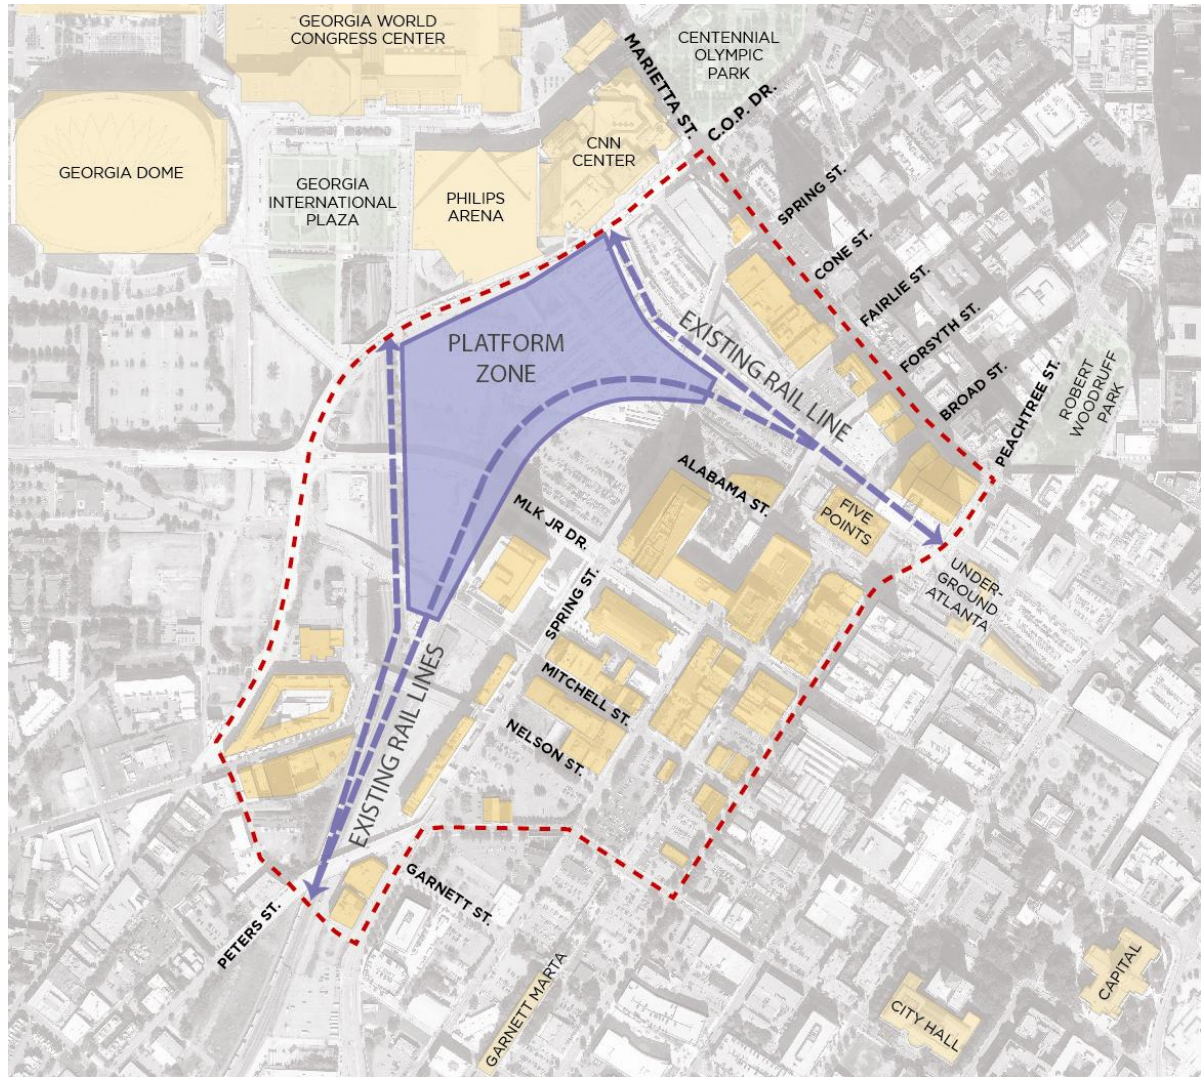 GEORGIA WORLD
CONGRESS CENTER
CENTENNIAL
OLYMPIC
PARK
MARIETTA ST.
C.O.P. DR.
GEORGIA DOME
GEORGIA
INTERNATIONAL
PLAZA
PHILIPS
ARENA
CNN
CENTER
SPRING ST.
CONE ST.
FAIRLIE ST.
FORSYTH ST.
BROAD ST.
PEACHTREE ST.
ROBERT
WOODRUFF
PARK
PLATFORM
ZONE
EXISTING RAIL LINE
ALABAMA ST.
FIVE
POINTS
MLK JR DR.
SPRING ST.
UNDER-
GROUND
ATLANTA
MITCHELL ST.
NELSON ST.
EXISTING RAIL LINES
PETERS ST.
GARNETT ST.
GARNETT MARTA
CITY HALL
CAPITAL